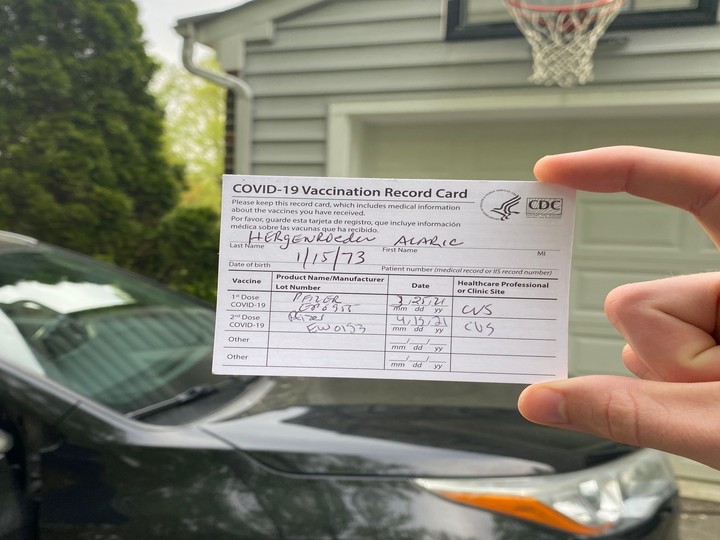 COVID-19 Vaccination Record Card
CDC
Please keep this record card, which includes medical information
about the vaccines you have received.
Por favor, guarde esta tarjeta de registro, que incluye información
médica sobre las vacunas que ha recibido.
HERGENROEDER ALARIC
Last Name First Name MI
1/15/73
Date of birth Patient number (medical record or IIS record number)
Vaccine Product Name/Manufacturer Date Healthcare Professional
Lot Number or Clinic Site
1st Dose PFIZER 3,25,21 CVS
COVID-19 mm dd yy
2nd Dose Pfizer 4,15,21 CVS
COVID-19 EW0153 mm dd yy
Other
mm dd yy
Other
mm dd yy